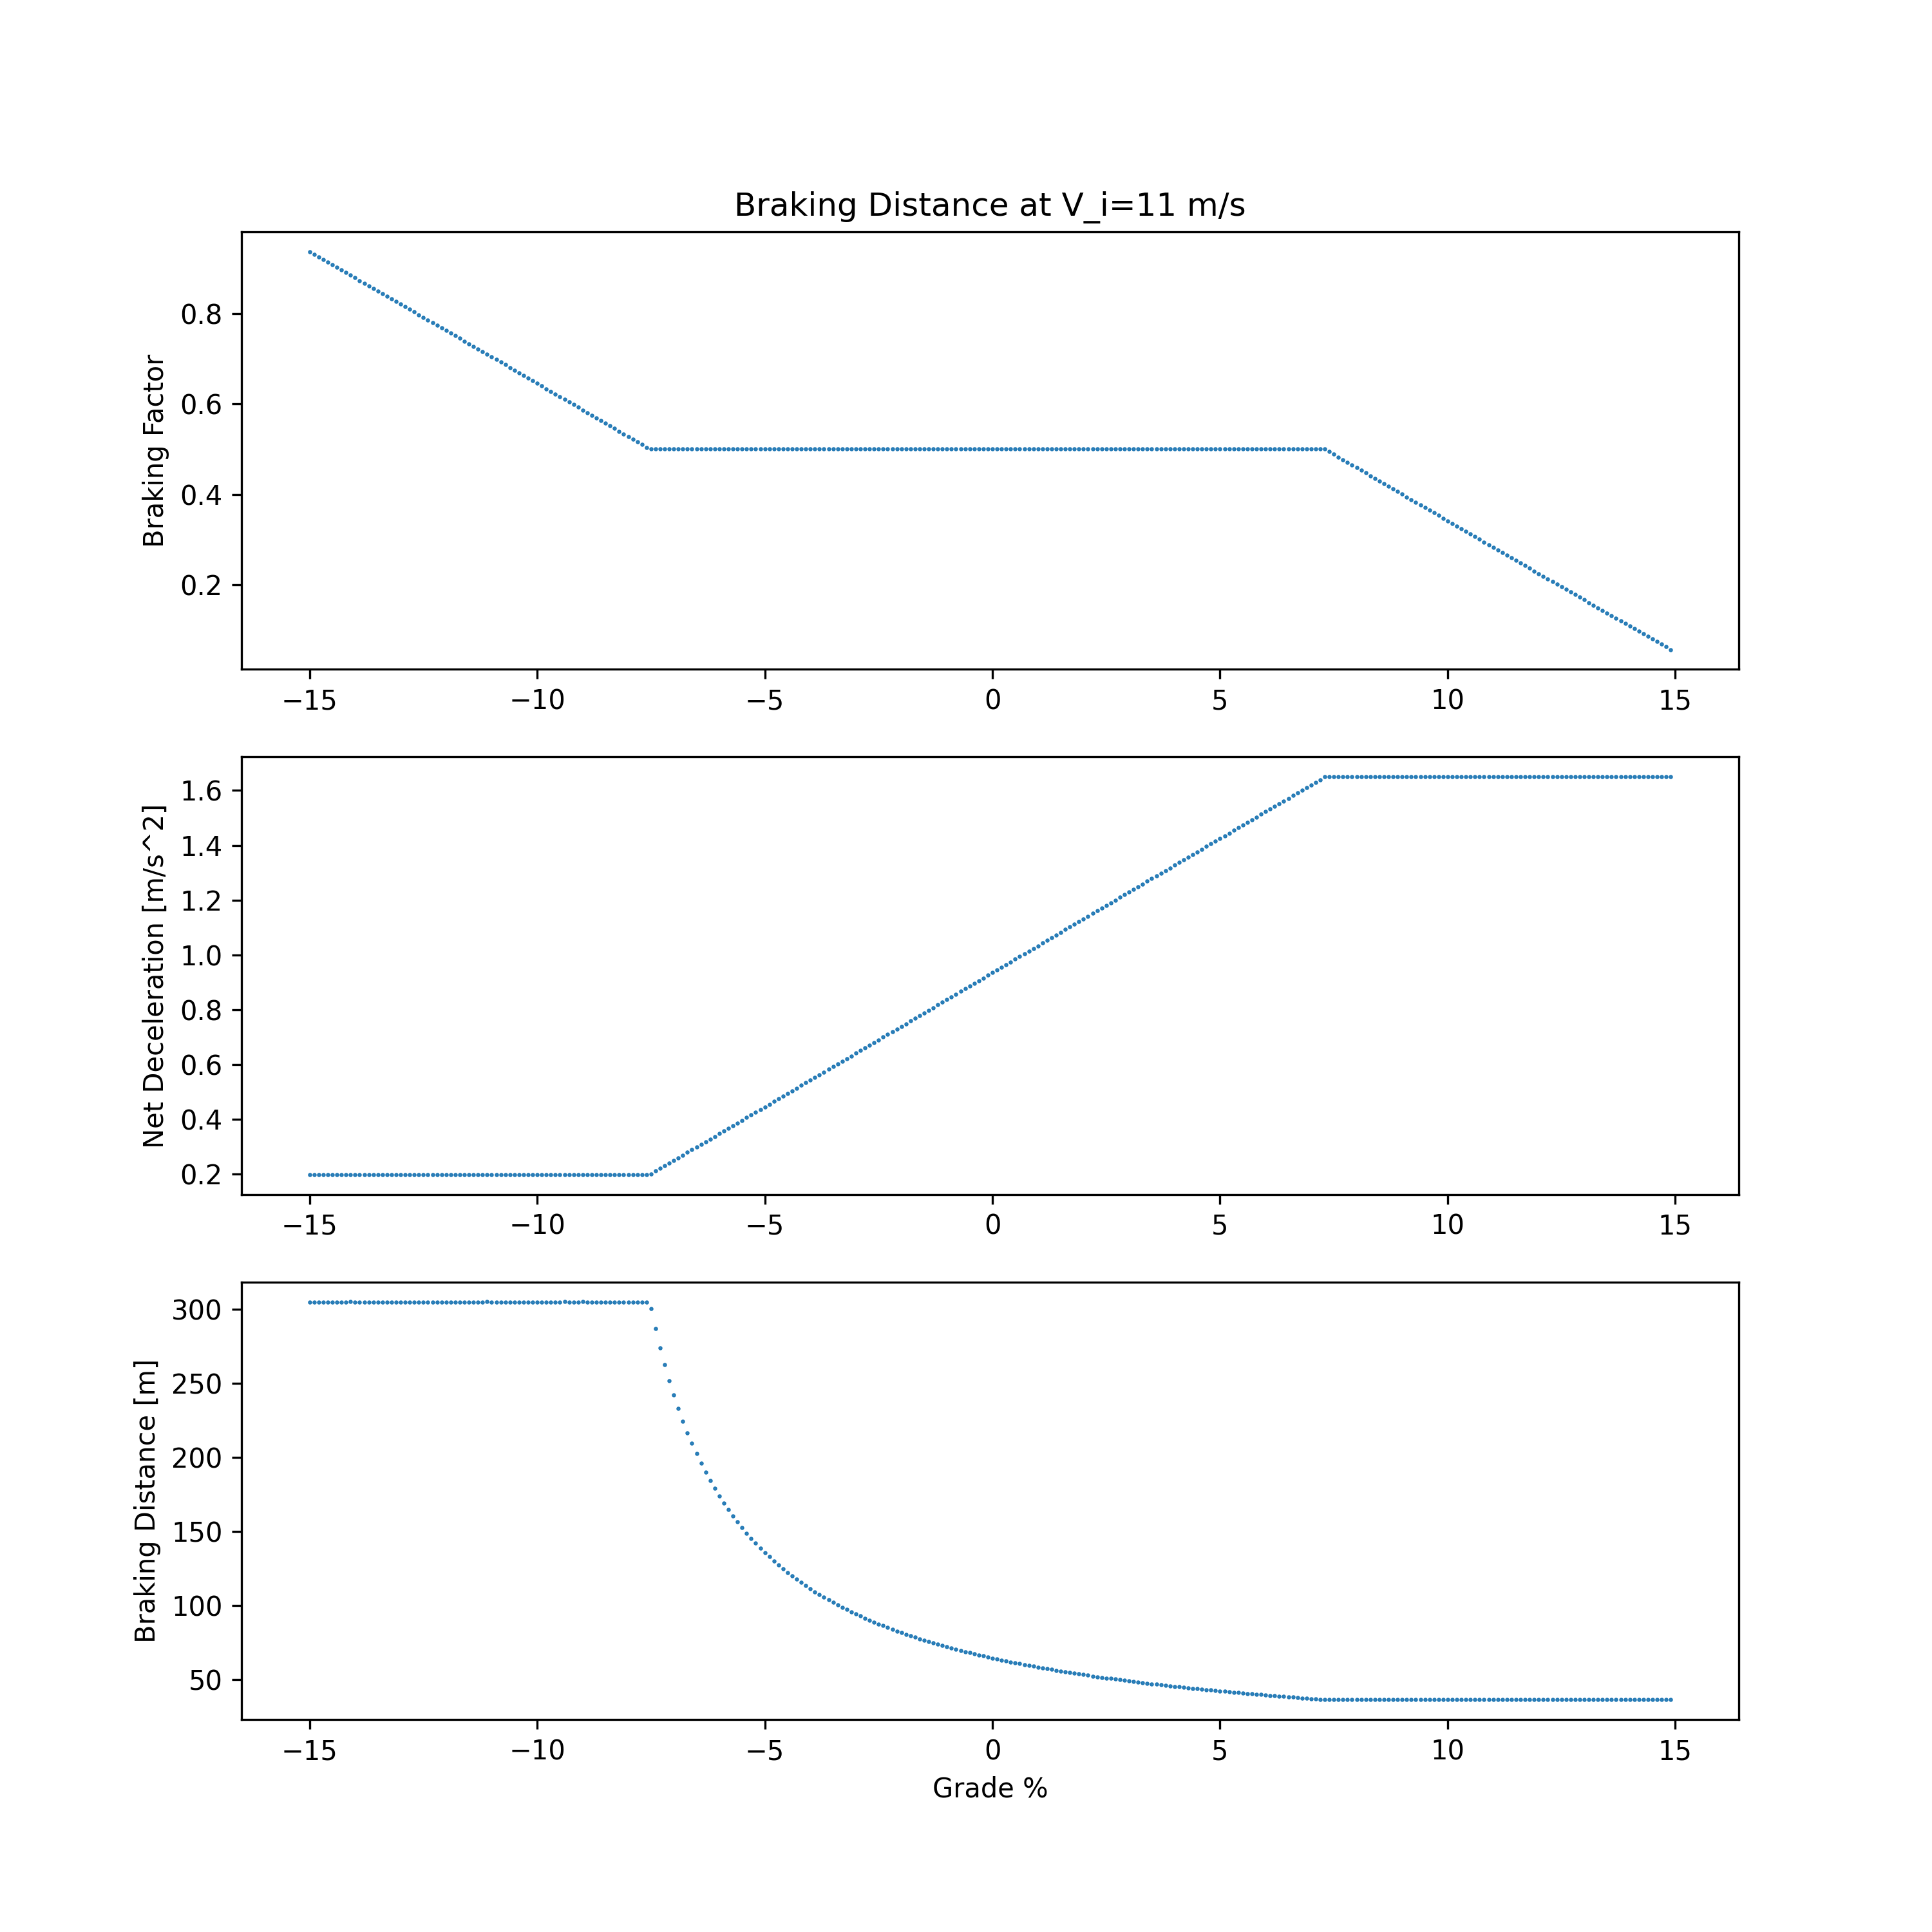 Braking Distance at V_i=11 m/s
Braking Factor
0.8
0.6
0.4
0.2
−15 −10 −5 0 5 10 15
Net Deceleration [m/s^2]
1.6
1.4
1.2
1.0
0.8
0.6
0.4
0.2
−15 −10 −5 0 5 10 15
Braking Distance [m]
300
250
200
150
100
50
−15 −10 −5 0 5 10 15
Grade %